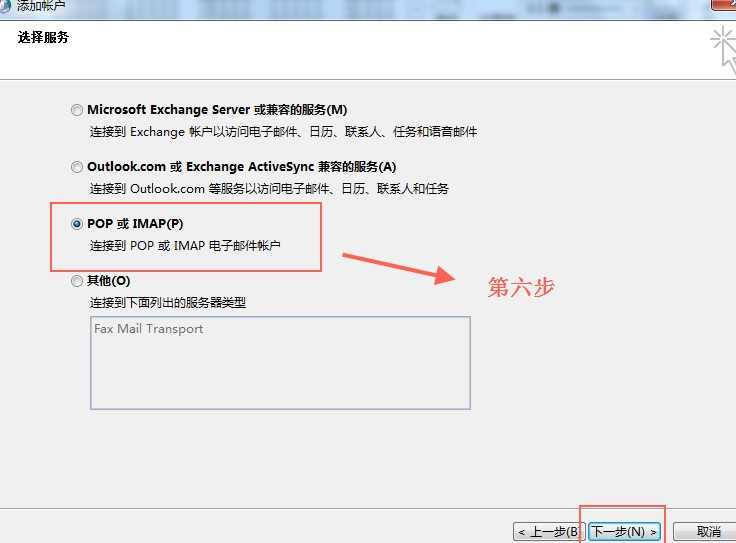 添加帐户
选择服务
Microsoft Exchange Server 或兼容的服务(M)
连接到 Exchange 帐户以访问电子邮件、日历、联系人、任务和语音邮件
Outlook.com 或 Exchange ActiveSync 兼容的服务(A)
连接到 Outlook.com 等服务以访问电子邮件、日历、联系人和任务
POP 或 IMAP(P)
连接到 POP 或 IMAP 电子邮件帐户
第六步
其他(O)
连接到下面列出的服务器类型
Fax Mail Transport
< 上一步(B 下一步(N) > 取消